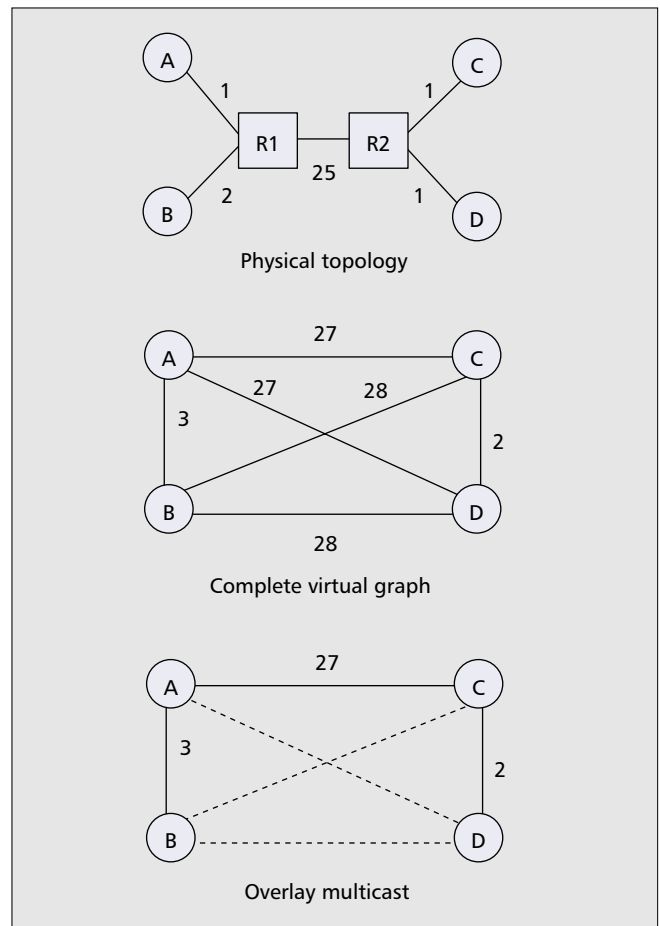 A
C
1
1
R1
R2
25
2
1
B
D
Physical topology
27
A
C
27
28
3
2
B
D
28
Complete virtual graph
27
A
C
3
2
B
D
Overlay multicast